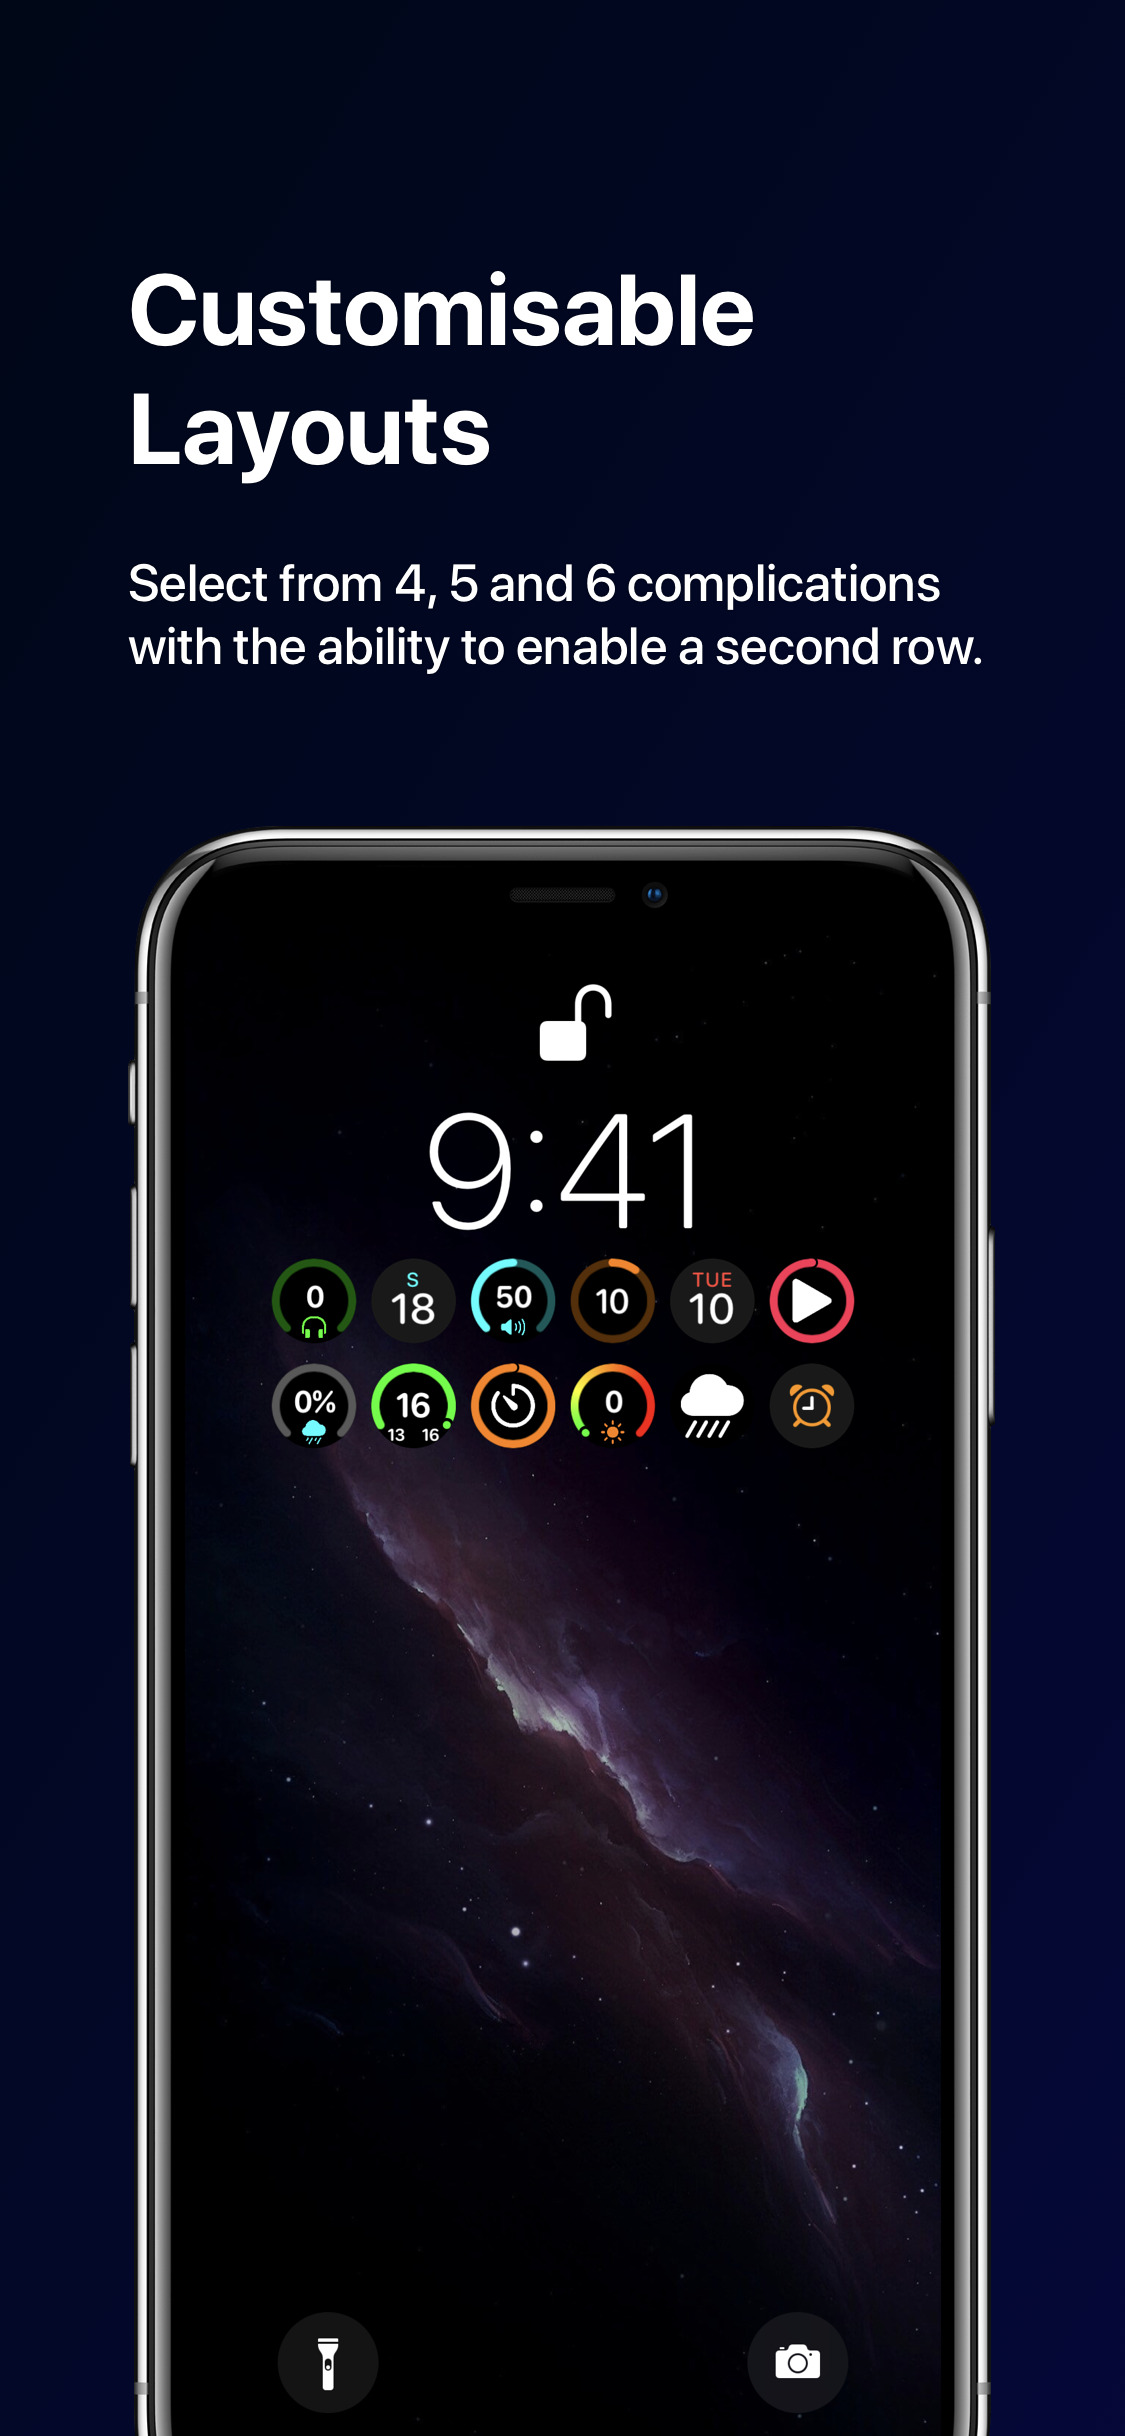 Customisable
Layouts
Select from 4, 5 and 6 complications
with the ability to enable a second row.
9:41
0
S
18
50
10
TUE
10
0%
16
13 16
0